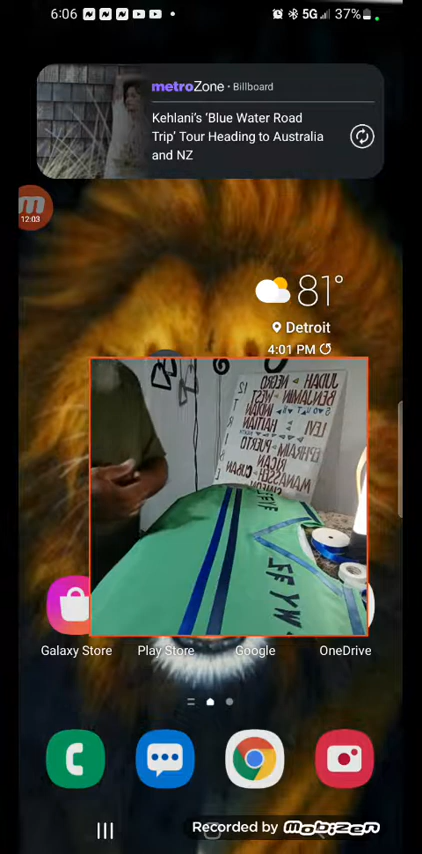 6:06
5G 37%
metroZone • Billboard
Kehlani's 'Blue Water Road
Trip' Tour Heading to Australia
and NZ
m
12:03
81°
Detroit
4:01 PM
12
JUDAH NEGRO
BENJAMIN WEST
INDIAN
LEVI HAITIAN
EPHRAIM PUERTO
RICAN
MANASSEH CUBAN
SIMEON
Galaxy Store Play Store Google OneDrive
Recorded by MOBIZEN